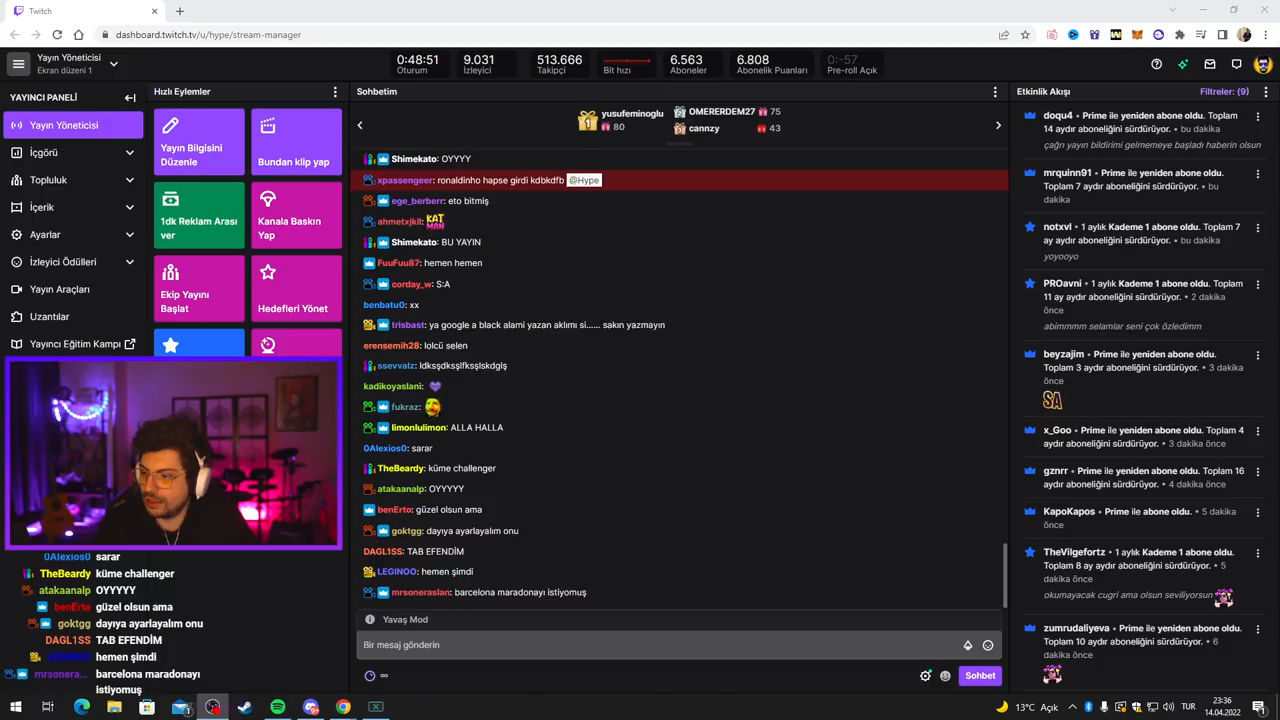 Twitch
dashboard.twitch.tv/u/hype/stream-manager
Yayın Yöneticisi
Ekran düzeni 1
0:48:51
Oturum
9.031
İzleyici
513.666
Takipçi
Bit hızı
6.563
Aboneler
6.808
Abonelik Puanları
0:-57
Pre-roll Açık
YAYINCI PANELİ
Yayın Yöneticisi
İçgörü
Topluluk
İçerik
Ayarlar
İzleyici Ödülleri
Yayın Araçları
Uzantılar
Yayıncı Eğitim Kampı
Hızlı Eylemler
Yayın Bilgisini
Düzenle
Bundan klip yap
1dk Reklam Arası
ver
Kanala Baskın
Yap
Ekip Yayını
Başlat
Hedefleri Yönet
Sohbetim
1
yusufeminoglu
80
OMERERDEM27 75
cannzy 43
Shimekato: OYYYY
xpassengeer: ronaldinho hapse girdi kdbkdfb @Hype
ege_berberr: eto bitmiş
ahmetxjkll: KAT
Shimekato: BU YAYIN
FuuFuu87: hemen hemen
corday_w: S:A
benbatu0: xx
trisbast: ya google a black alami yazan aklımı si...... sakın yazmayın
erensemih28: lolcü selen
ssevvalz: ldksşdksşlfksşlskdglş
kadikoyaslani:
fukraz:
limonlulimon: ALLA HALLA
0Alexios0: sarar
TheBeardy: küme challenger
atakaanalp: OYYYYY
benErto: güzel olsun ama
goktgg: dayıya ayarlayalım onu
DAGL1SS: TAB EFENDİM
LEGINOO: hemen şimdi
mrsoneraslan: barcelona maradonayı istiyomuş
Yavaş Mod
Bir mesaj gönderin
∞
Sohbet
Etkinlik Akışı
Filtreler: (9)
doqu4 • Prime ile yeniden abone oldu. Toplam
14 aydır aboneliğini sürdürüyor. • bu dakika
çağrı yayın bildirimi gelmemeye başladı haberin olsun
mrquinn91 • Prime ile yeniden abone oldu.
Toplam 7 aydır aboneliğini sürdürüyor. • bu
dakika
notxvl • 1 aylık Kademe 1 abone oldu. Toplam 7
ay aydır aboneliğini sürdürüyor. • bu dakika
yoyooyo
PROavni • 1 aylık Kademe 1 abone oldu. Toplam
11 ay aydır aboneliğini sürdürüyor. • 2 dakika
önce
abimmmm selamlar seni çok özledimm
beyzajim • Prime ile yeniden abone oldu.
Toplam 3 aydır aboneliğini sürdürüyor. • 3 dakika
önce
SA
x_Goo • Prime ile yeniden abone oldu. Toplam 4
aydır aboneliğini sürdürüyor. • 3 dakika önce
gznrr • Prime ile yeniden abone oldu. Toplam 16
aydır aboneliğini sürdürüyor. • 4 dakika önce
KapoKapos • Prime ile abone oldu. • 5 dakika
önce
TheVilgefortz • 1 aylık Kademe 1 abone oldu.
Toplam 8 ay aydır aboneliğini sürdürüyor. • 5
dakika önce
okumayacak cugri ama olsun seviliyorsun
zumrudaliyeva • Prime ile yeniden abone oldu.
Toplam 10 aydır aboneliğini sürdürüyor. • 6
dakika önce
0Alexios0 sarar
TheBeardy küme challenger
atakaanalp OYYYYY
benErto güzel olsun ama
goktgg dayıya ayarlayalım onu
DAGL1SS TAB EFENDİM
LEGINOO hemen şimdi
mrsonera... barcelona maradonayı
istiyomuş
13°C Açık
TUR
23:36
14.04.2022